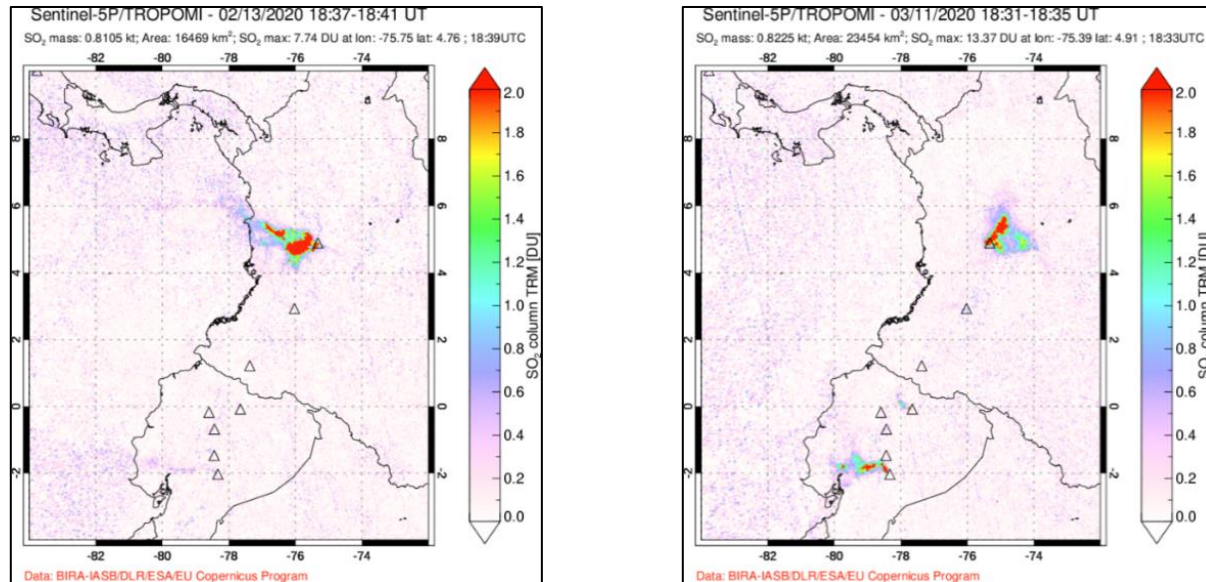 Sentinel-5P/TROPOMI - 02/13/2020 18:37-18:41 UT
SO₂ mass: 0.8105 kt; Area: 16469 km²; SO₂ max: 7.74 DU at lon: -75.75 lat: 4.76 ; 18:39UTC
-82 -80 -78 -76 -74
8
6
4
2
0
-2
-82 -80 -78 -76 -74
2.0
1.8
1.6
1.4
1.2
1.0
0.8
0.6
0.4
0.2
0.0
SO₂ column TRM [DU]
Data: BIRA-IASB/DLR/ESA/EU Copernicus Program
Sentinel-5P/TROPOMI - 03/11/2020 18:31-18:35 UT
SO₂ mass: 0.8225 kt; Area: 23454 km²; SO₂ max: 13.37 DU at lon: -75.39 lat: 4.91 ; 18:33UTC
-82 -80 -78 -76 -74
8
6
4
2
0
-2
-82 -80 -78 -76 -74
2.0
1.8
1.6
1.4
1.2
1.0
0.8
0.6
0.4
0.2
0.0
SO₂ column TRM [DU]
Data: BIRA-IASB/DLR/ESA/EU Copernicus Program